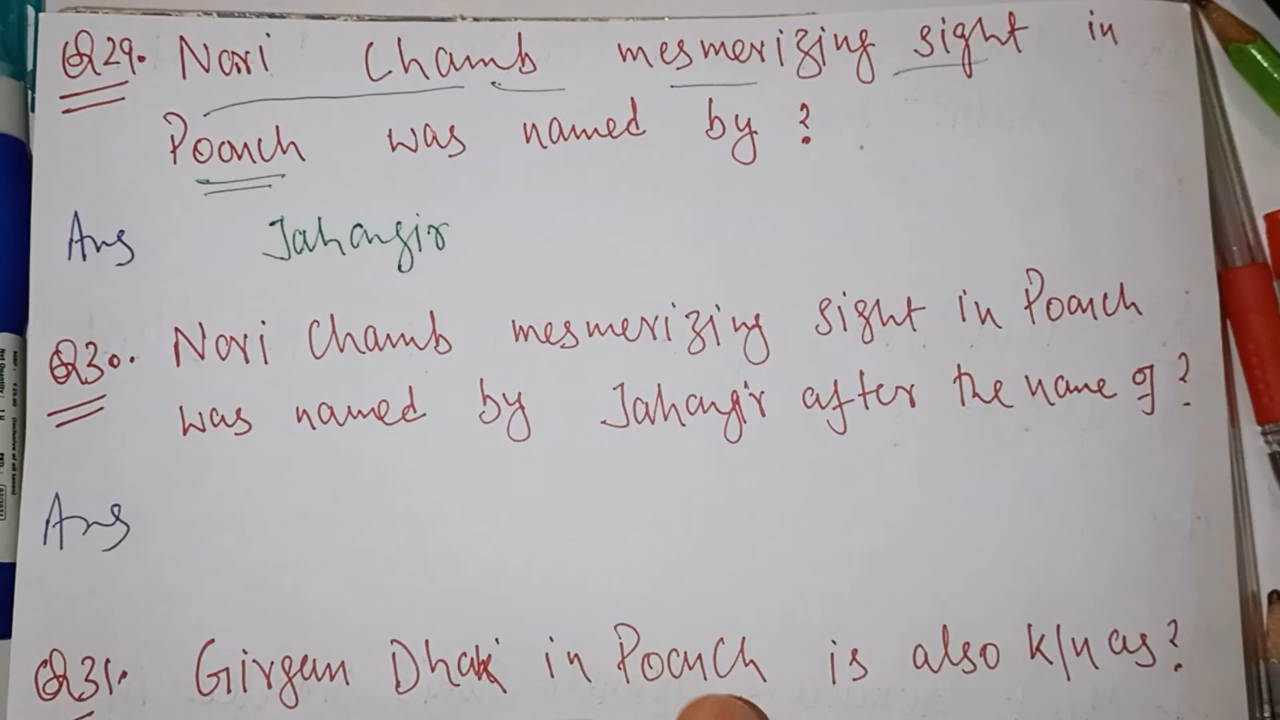 Q29. Nori Chamb mesmerizing sight in
Poonch was named by ?
Ans Jahangir
Q30. Nori Chamb mesmerizing sight in Poonch
was named by Jahangir after the name of ?
Ans
Q31. Girgan Dhok in Poonch is also k/n as?